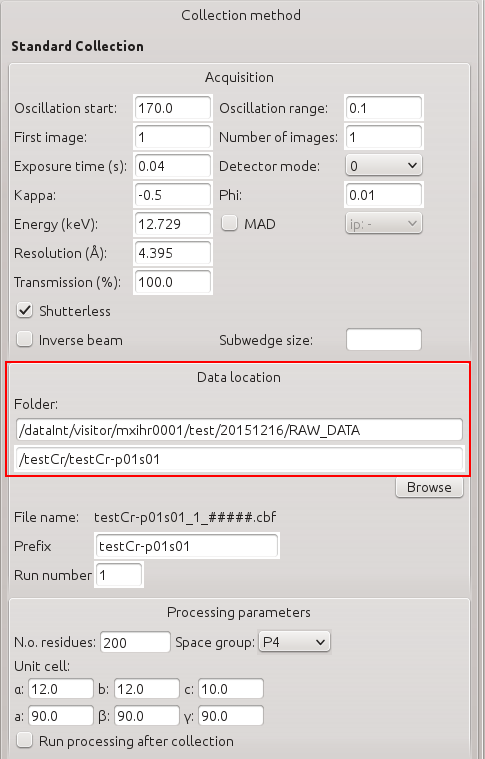 Collection method
Standard Collection
Acquisition
Oscillation start: 170.0 Oscillation range: 0.1
First image: 1 Number of images: 1
Exposure time (s): 0.04 Detector mode: 0
Kappa: -0.5 Phi: 0.01
Energy (keV): 12.729 MAD ip: -
Resolution (Å): 4.395
Transmission (%): 100.0
Shutterless
Inverse beam Subwedge size:
Data location
Folder:
/dataInt/visitor/mxihr0001/test/20151216/RAW_DATA
/testCr/testCr-p01s01
Browse
File name: testCr-p01s01_1_#####.cbf
Prefix testCr-p01s01
Run number 1
Processing parameters
N.o. residues: 200 Space group: P4
Unit cell:
α: 12.0 b: 12.0 c: 10.0
a: 90.0 β: 90.0 γ: 90.0
Run processing after collection